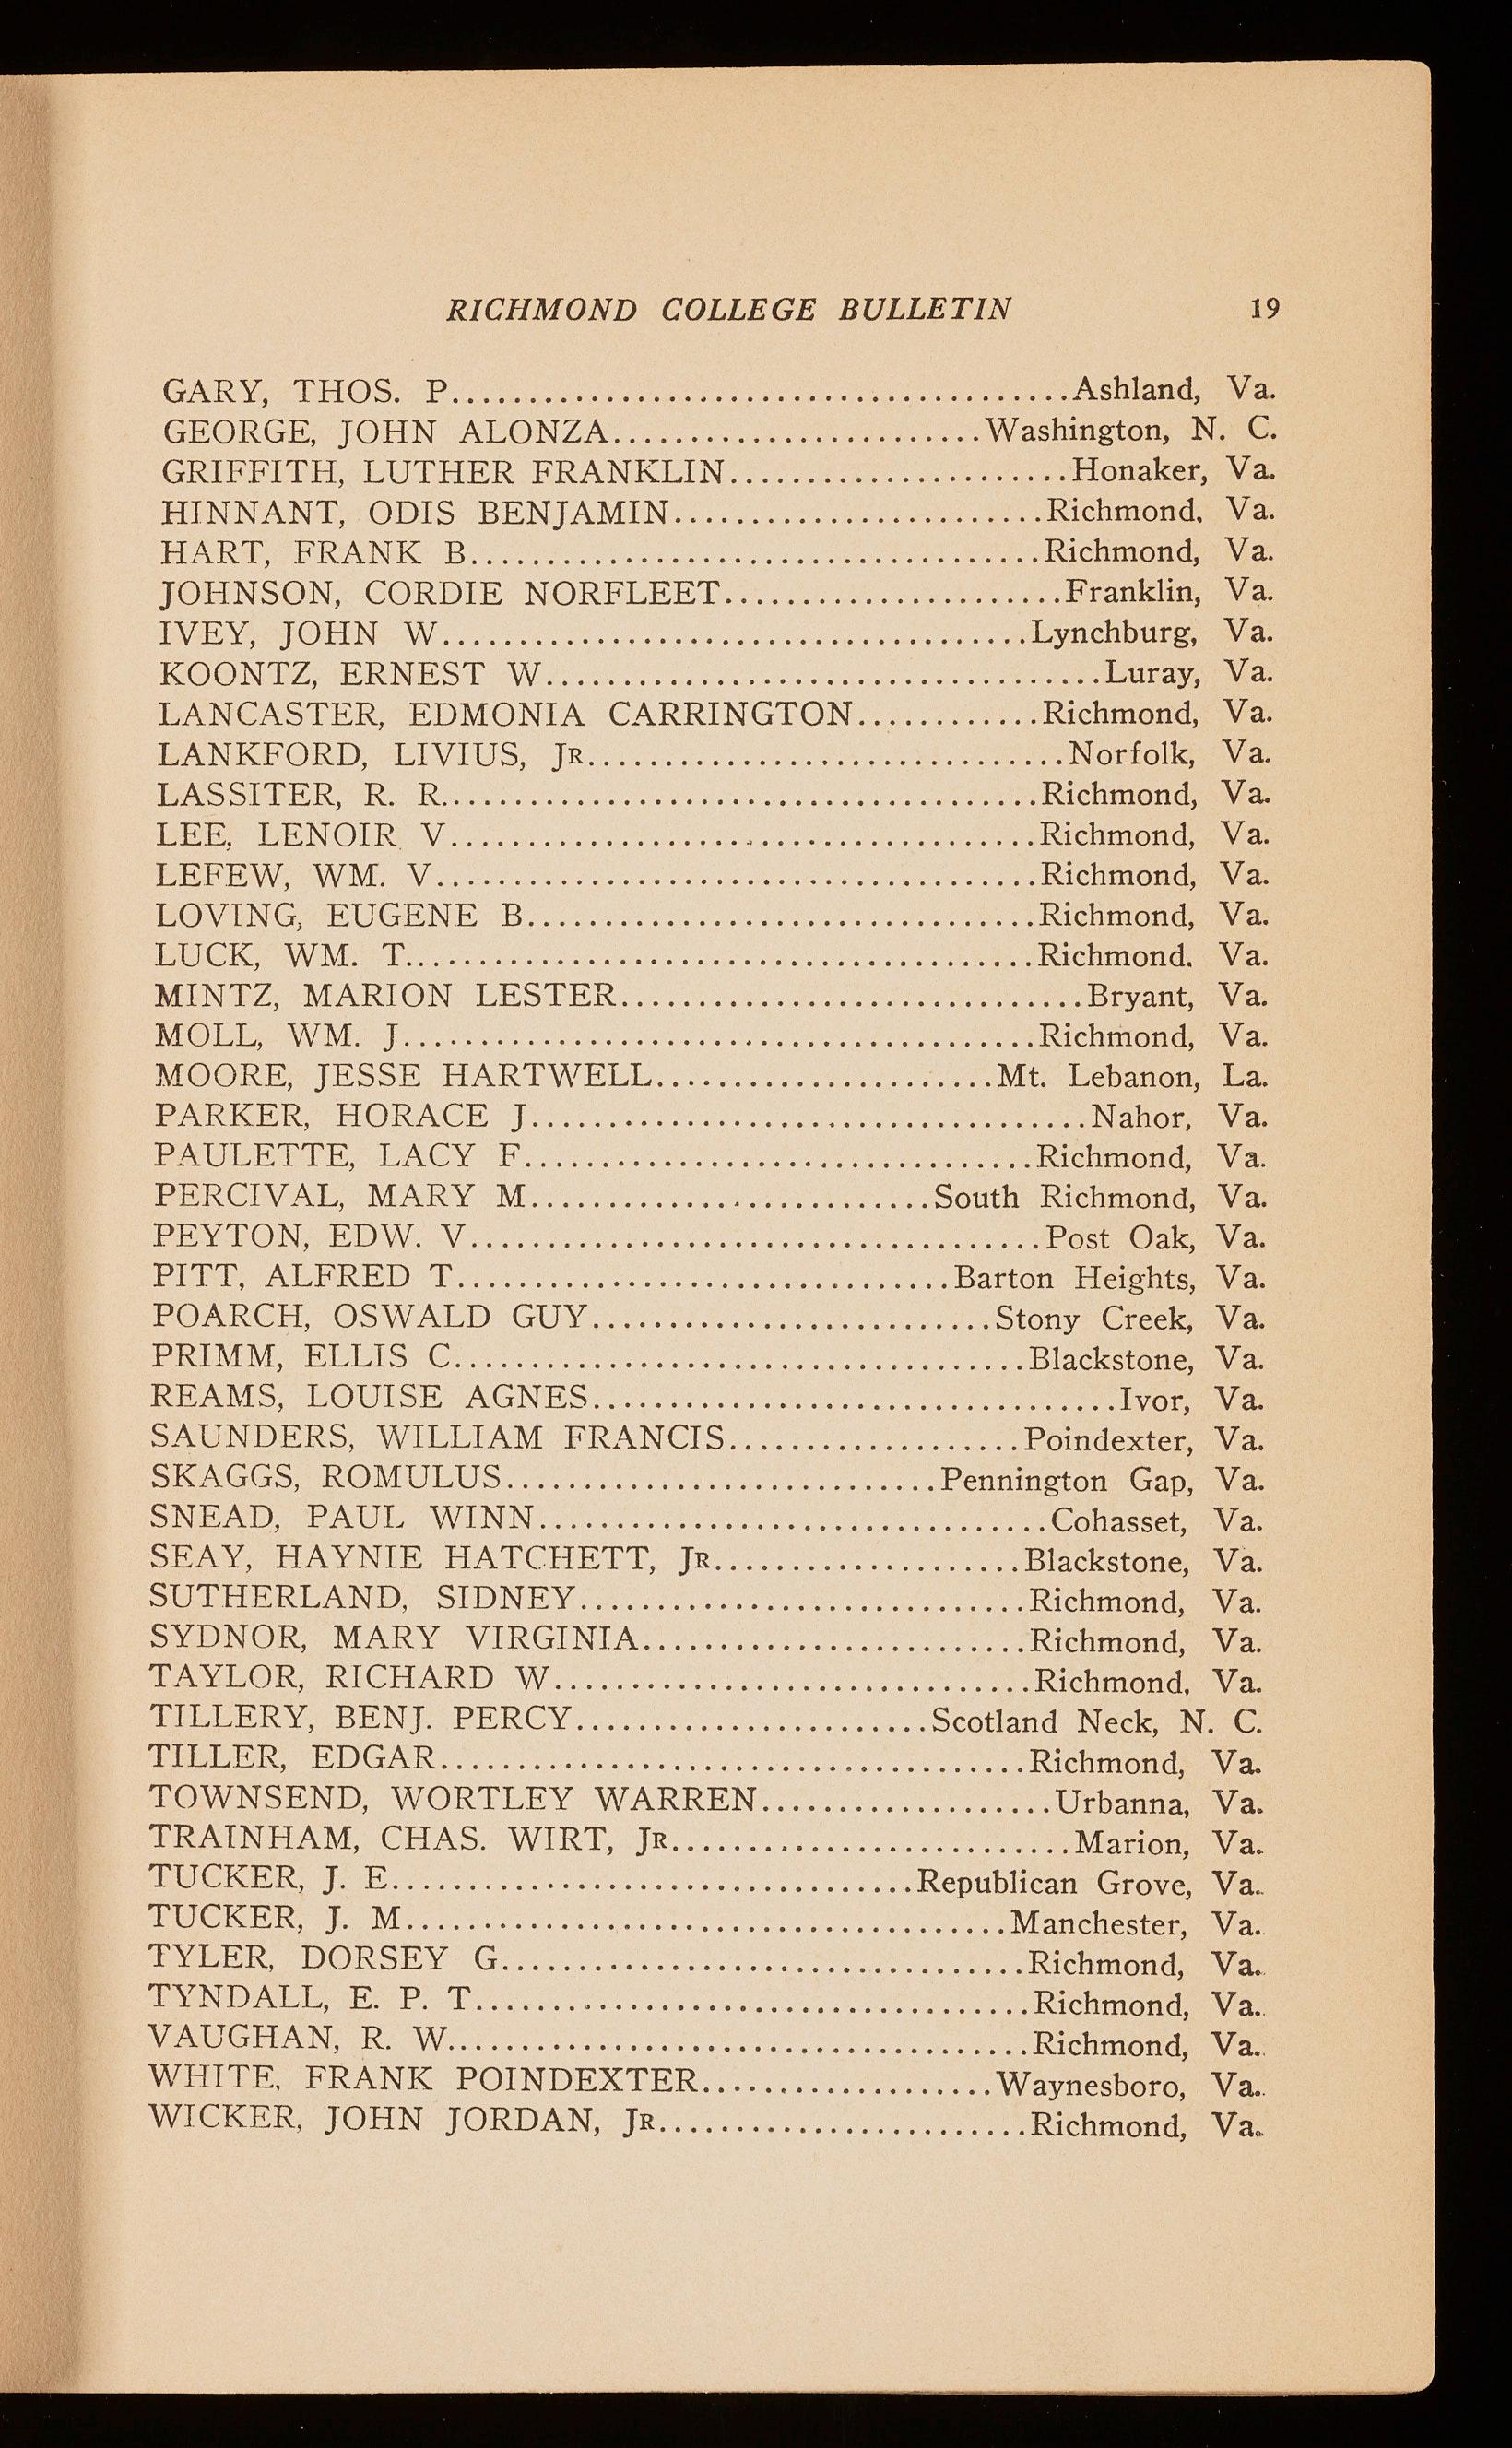 RICHMOND COLLEGE BULLETIN 19
GARY, THOS. P........................................Ashland, Va.
GEORGE, JOHN ALONZA........................Washington, N. C.
GRIFFITH, LUTHER FRANKLIN......................Honaker, Va.
HINNANT, ODIS BENJAMIN........................Richmond, Va.
HART, FRANK B.....................................Richmond, Va.
JOHNSON, CORDIE NORFLEET......................Franklin, Va.
IVEY, JOHN W......................................Lynchburg, Va.
KOONTZ, ERNEST W....................................Luray, Va.
LANCASTER, EDMONIA CARRINGTON............Richmond, Va.
LANKFORD, LIVIUS, JR...............................Norfolk, Va.
LASSITER, R. R.......................................Richmond, Va.
LEE, LENOIR V......................................Richmond, Va.
LEFEW, WM. V.......................................Richmond, Va.
LOVING, EUGENE B.................................Richmond, Va.
LUCK, WM. T........................................Richmond. Va.
MINTZ, MARION LESTER..............................Bryant, Va.
MOLL, WM. J.........................................Richmond, Va.
MOORE, JESSE HARTWELL......................Mt. Lebanon, La.
PARKER, HORACE J....................................Nahor, Va.
PAULETTE, LACY F.................................Richmond, Va.
PERCIVAL, MARY M..........................South Richmond, Va.
PEYTON, EDW. V.....................................Post Oak, Va.
PITT, ALFRED T................................Barton Heights, Va.
POARCH, OSWALD GUY..........................Stony Creek, Va.
PRIMM, ELLIS C.....................................Blackstone, Va.
REAMS, LOUISE AGNES..................................Ivor, Va.
SAUNDERS, WILLIAM FRANCIS...................Poindexter, Va.
SKAGGS, ROMULUS............................Pennington Gap, Va.
SNEAD, PAUL WINN.................................Cohasset, Va.
SEAY, HAYNIE HATCHETT, JR....................Blackstone, Va.
SUTHERLAND, SIDNEY.............................Richmond, Va.
SYDNOR, MARY VIRGINIA.........................Richmond, Va.
TAYLOR, RICHARD W...............................Richmond, Va.
TILLERY, BENJ. PERCY.......................Scotland Neck, N. C.
TILLER, EDGAR......................................Richmond, Va.
TOWNSEND, WORTLEY WARREN...................Urbanna, Va.
TRAINHAM, CHAS. WIRT, JR..........................Marion, Va.
TUCKER, J. E..................................Republican Grove, Va.
TUCKER, J. M.......................................Manchester, Va.
TYLER, DORSEY G..................................Richmond, Va.
TYNDALL, E. P. T....................................Richmond, Va.
VAUGHAN, R. W......................................Richmond, Va.
WHITE, FRANK POINDEXTER...................Waynesboro, Va.
WICKER, JOHN JORDAN, JR........................Richmond, Va.